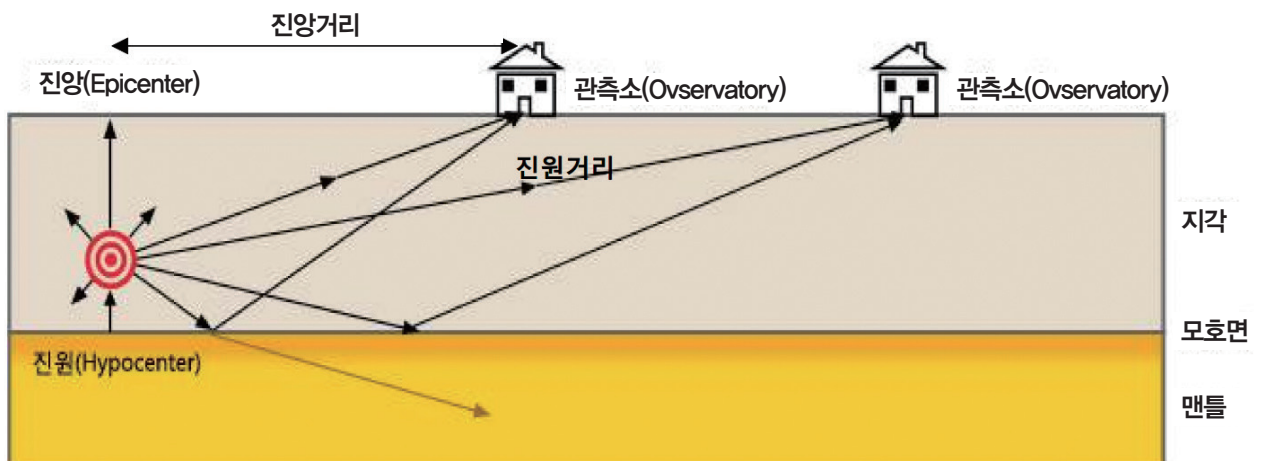 진앙거리
진앙(Epicenter)
관측소(Ovservatory)
관측소(Ovservatory)
진원거리
지각
모호면
진원(Hypocenter)
맨틀